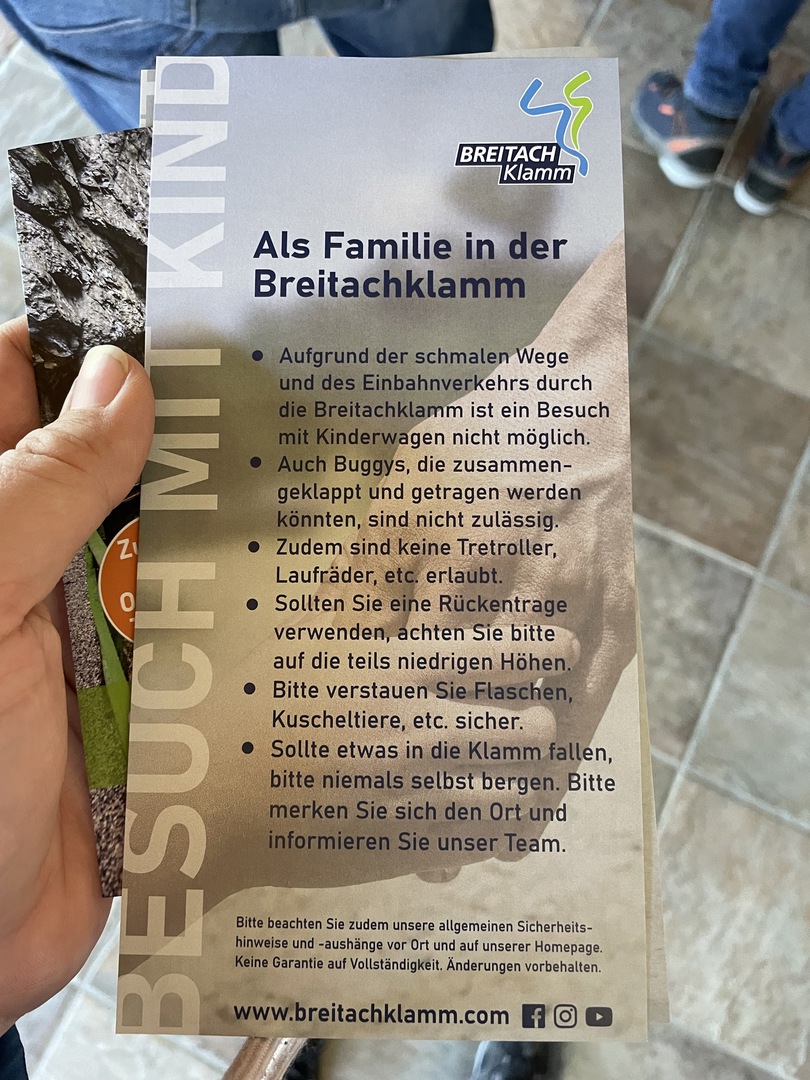 BREITACH
Klamm
BESUCH MIT KIND
Als Familie in der
Breitachklamm
• Aufgrund der schmalen Wege
und des Einbahnverkehrs durch
die Breitachklamm ist ein Besuch
mit Kinderwagen nicht möglich.
• Auch Buggys, die zusammen-
geklappt und getragen werden
könnten, sind nicht zulässig.
• Zudem sind keine Tretroller,
Laufräder, etc. erlaubt.
• Sollten Sie eine Rückentrage
verwenden, achten Sie bitte
auf die teils niedrigen Höhen.
• Bitte verstauen Sie Flaschen,
Kuscheltiere, etc. sicher.
• Sollte etwas in die Klamm fallen,
bitte niemals selbst bergen. Bitte
merken Sie sich den Ort und
informieren Sie unser Team.
Bitte beachten Sie zudem unsere allgemeinen Sicherheits-
hinweise und -aushänge vor Ort und auf unserer Homepage.
Keine Garantie auf Vollständigkeit. Änderungen vorbehalten.
www.breitachklamm.com